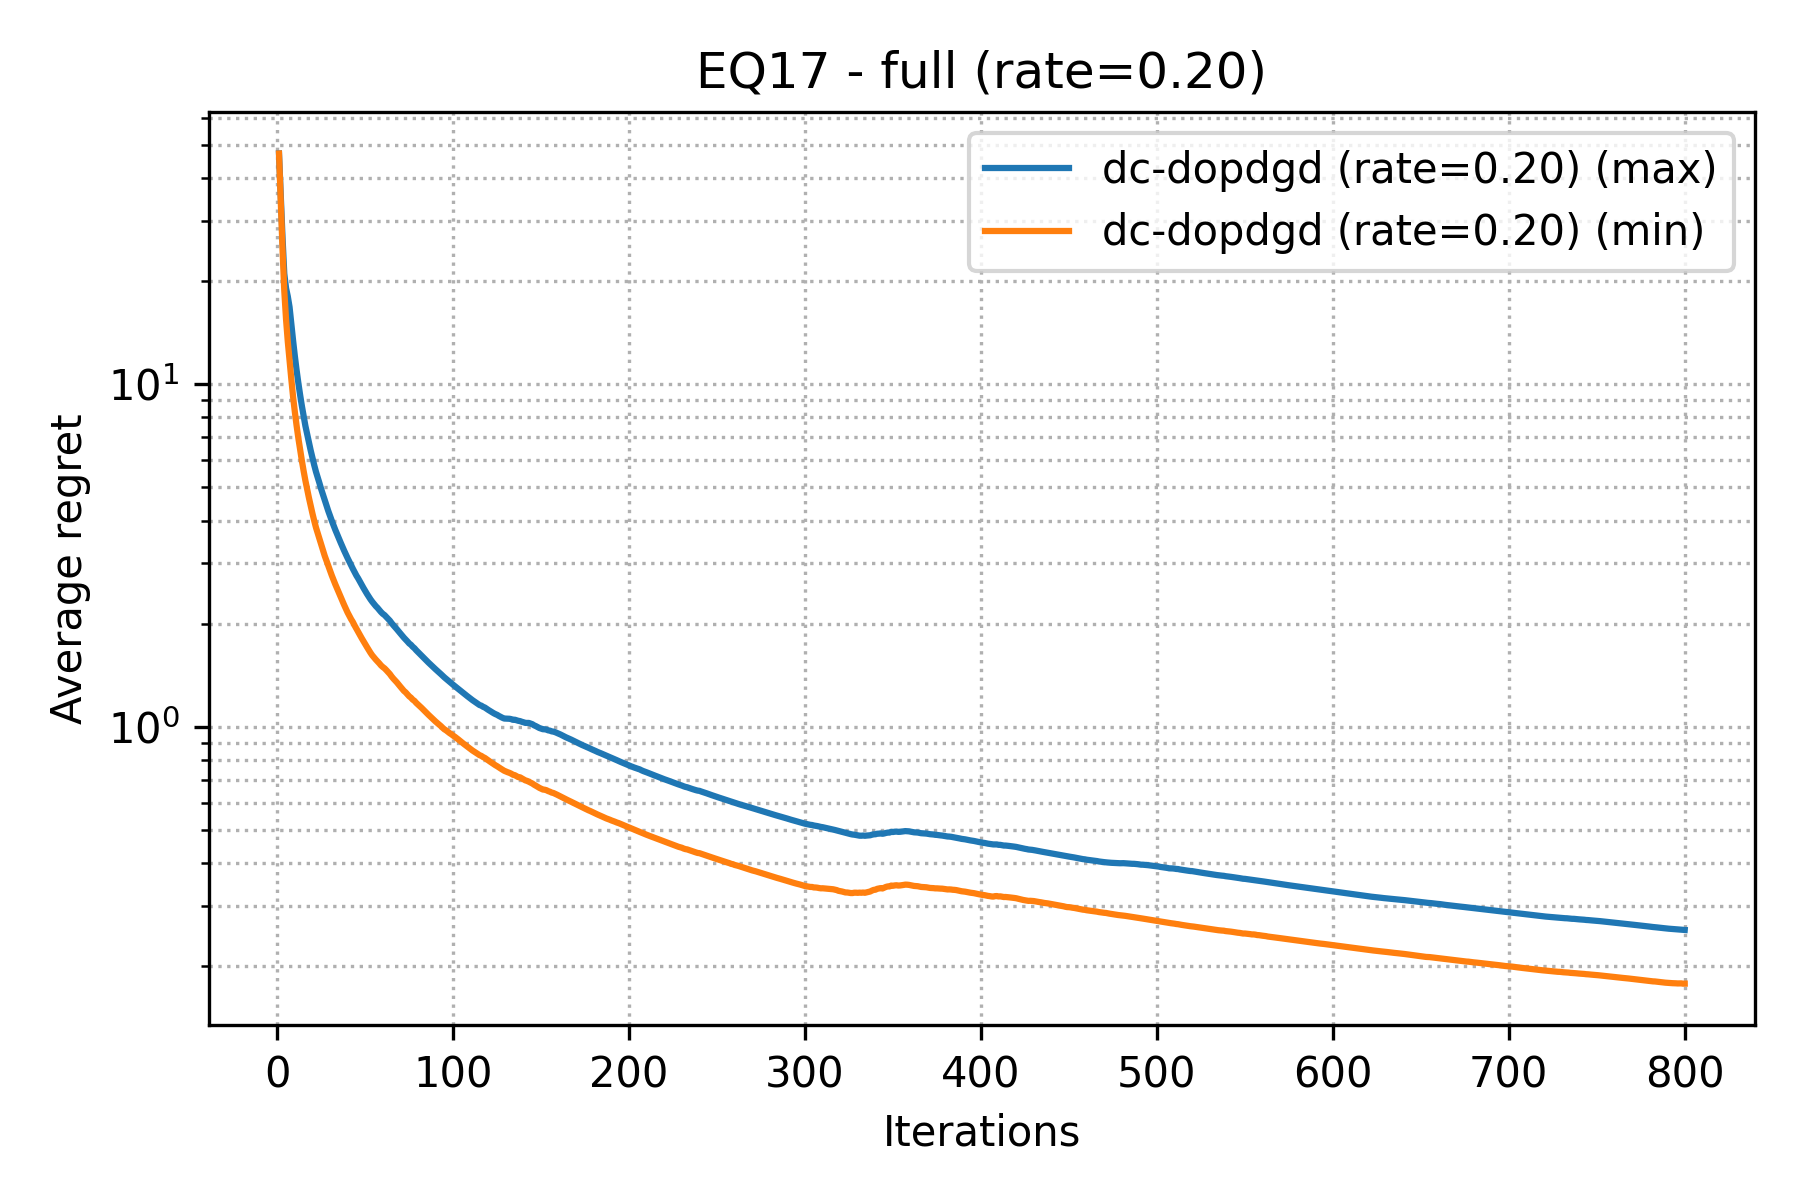 EQ17 - full (rate=0.20)
dc-dopdgd (rate=0.20) (max)
dc-dopdgd (rate=0.20) (min)
Average regret
10¹
10⁰
0 100 200 300 400 500 600 700 800
Iterations